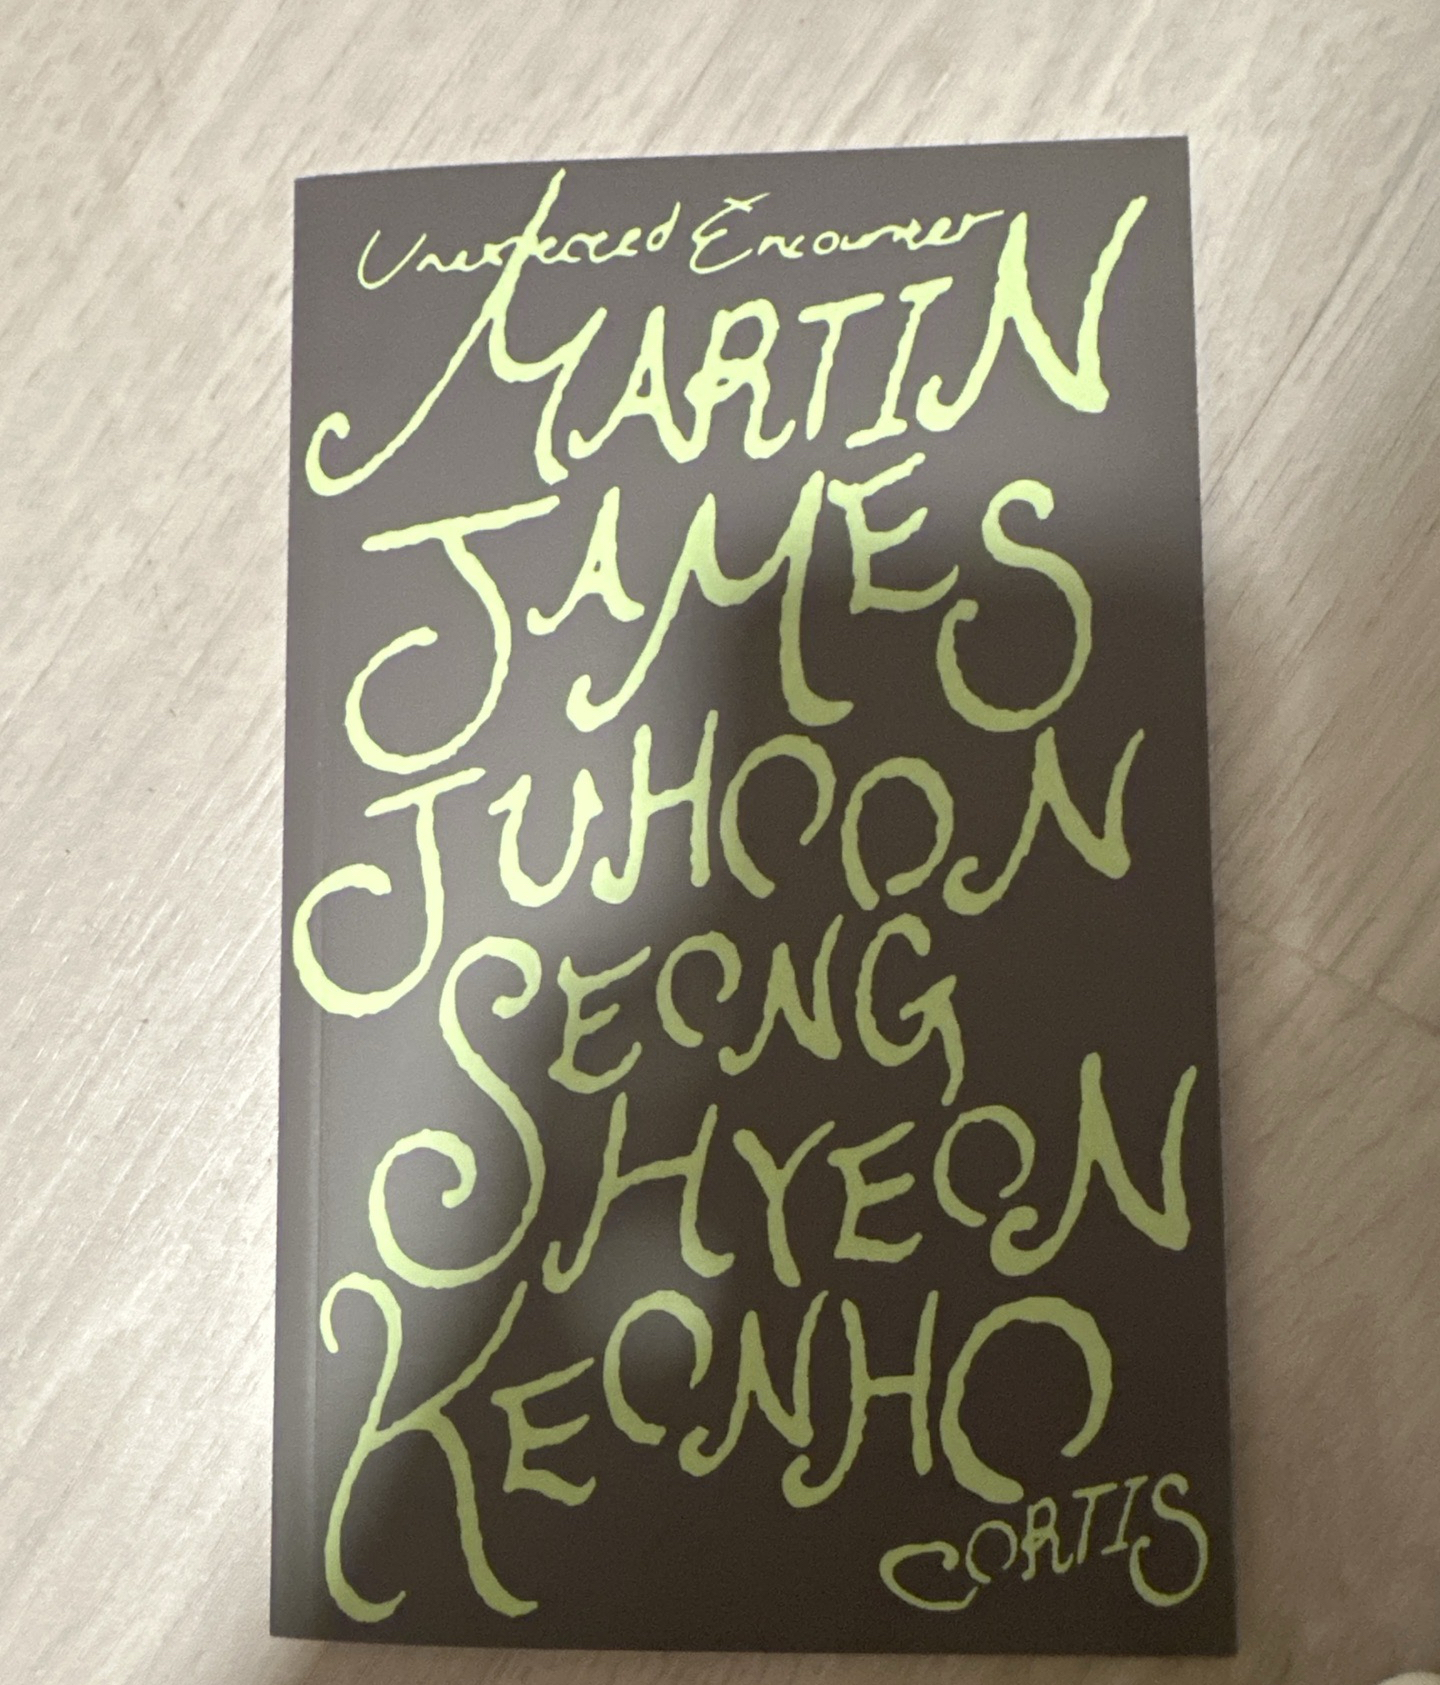 Unexpected Encounter
MARTIN
JAMES
JUHOON
SEONG
HYEON
KEONHO
CORTIS